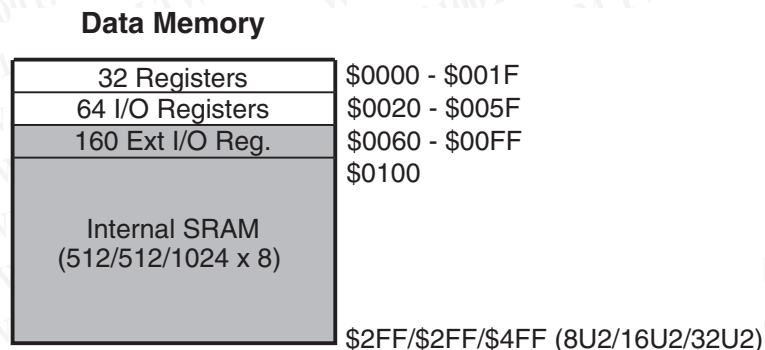 Data Memory
32 Registers $0000 - $001F
64 I/O Registers $0020 - $005F
160 Ext I/O Reg. $0060 - $00FF
$0100
Internal SRAM
(512/512/1024 x 8)
$2FF/$2FF/$4FF (8U2/16U2/32U2)